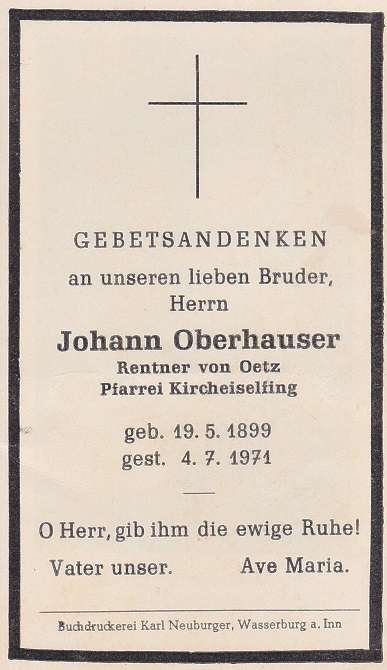 GEBETSANDENKEN
an unseren lieben Bruder,
Herrn
Johann Oberhauser
Rentner von Oetz
Pfarrei Kircheiselfing
geb. 19. 5. 1899
gest. 4. 7. 1971
O Herr, gib ihm die ewige Ruhe!
Vater unser. Ave Maria.
Buchdruckerei Karl Neuburger, Wasserburg a. Inn